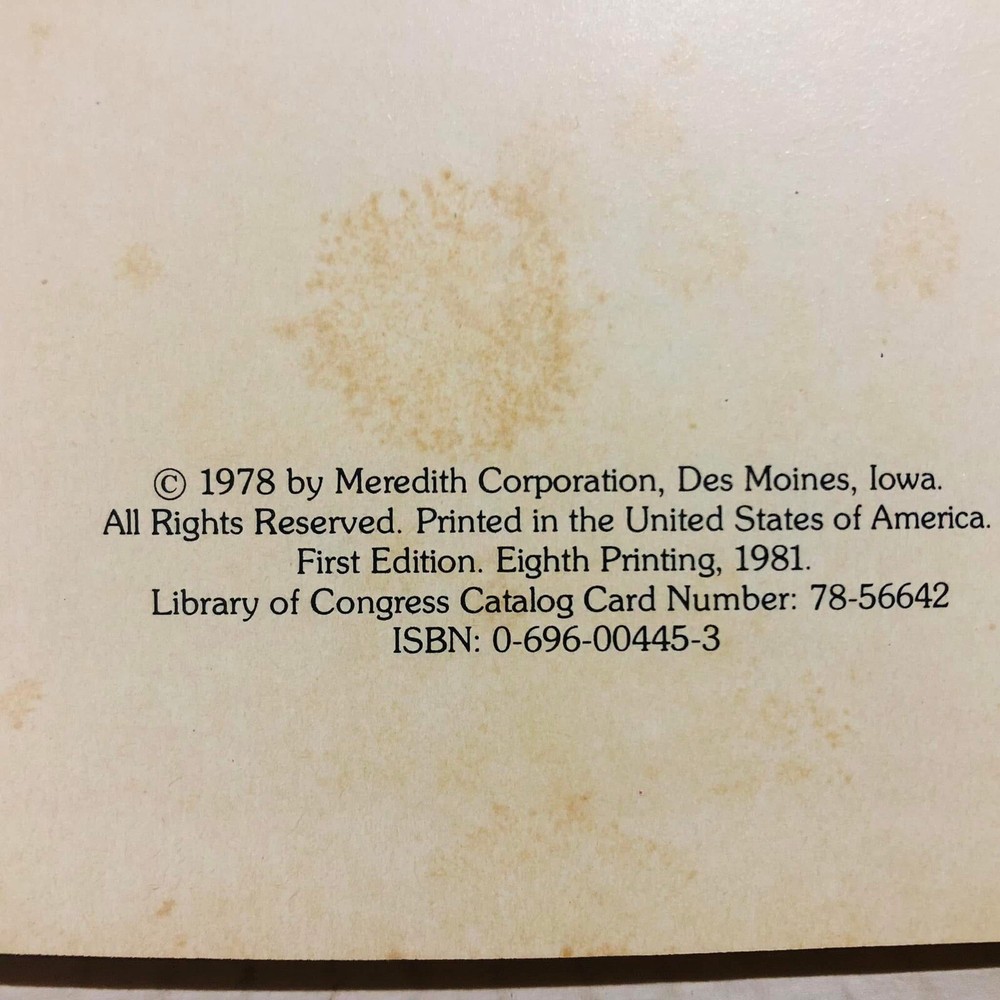 © 1978 by Meredith Corporation, Des Moines, Iowa.
All Rights Reserved. Printed in the United States of America.
First Edition. Eighth Printing, 1981.
Library of Congress Catalog Card Number: 78-56642
ISBN: 0-696-00445-3